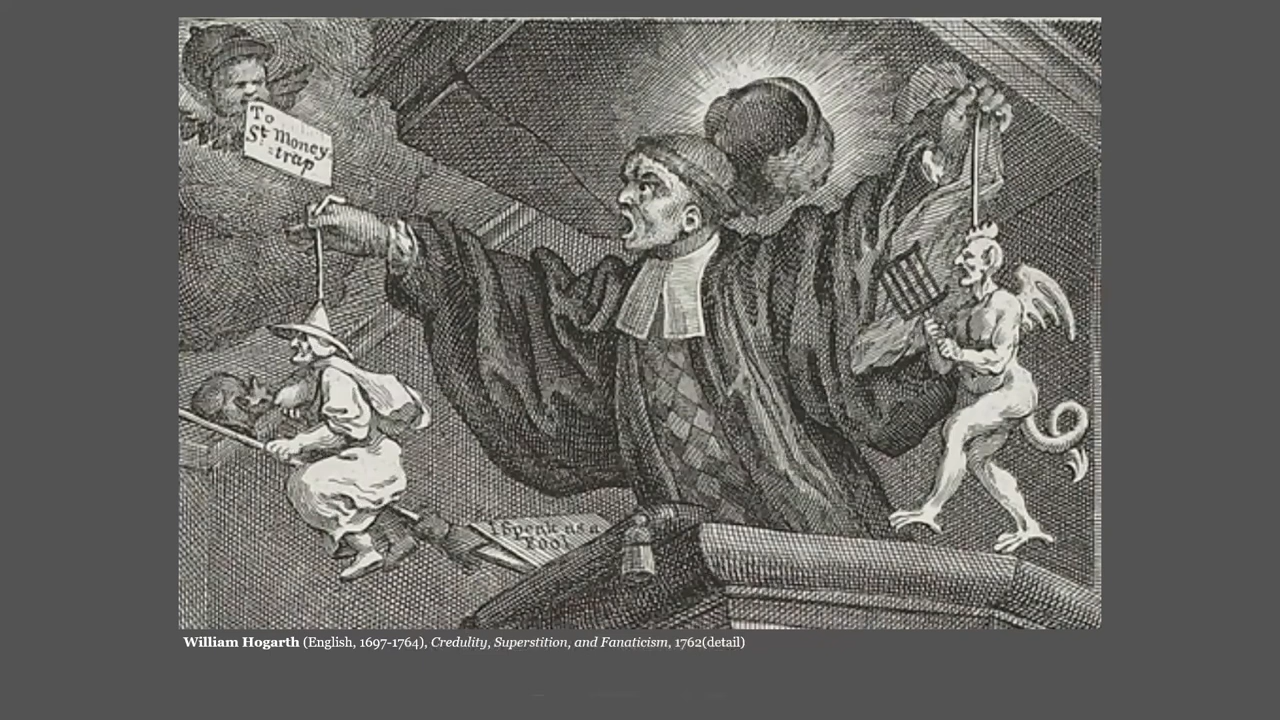 To
St Money
trap
I Speak as a
Fool
William Hogarth (English, 1697-1764), Credulity, Superstition, and Fanaticism, 1762(detail)